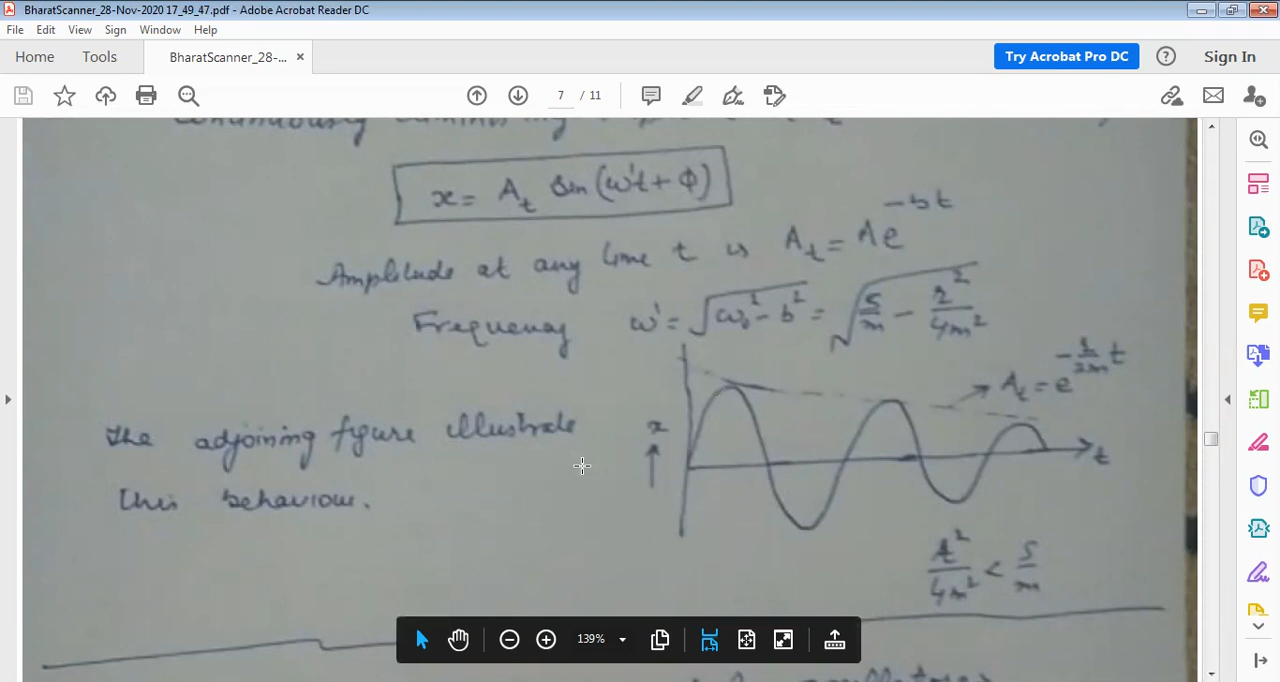 BharatScanner_28-Nov-2020 17_49_47.pdf - Adobe Acrobat Reader DC
File Edit View Sign Window Help
Home Tools BharatScanner_28-... × Try Acrobat Pro DC Sign In
7 / 11
Continuously
x = A_t Sin (ω't + Φ)
Amplitude at any time t is A_t = Ae^{-bt}
Frequency ω' = √(ω₀² - b²) = √(s/m - r²/4m²)
A_t = e^{-r/2m t}
The adjoining figure illustrate
x
t
this behaviour.
r²/4m² < s/m
139%